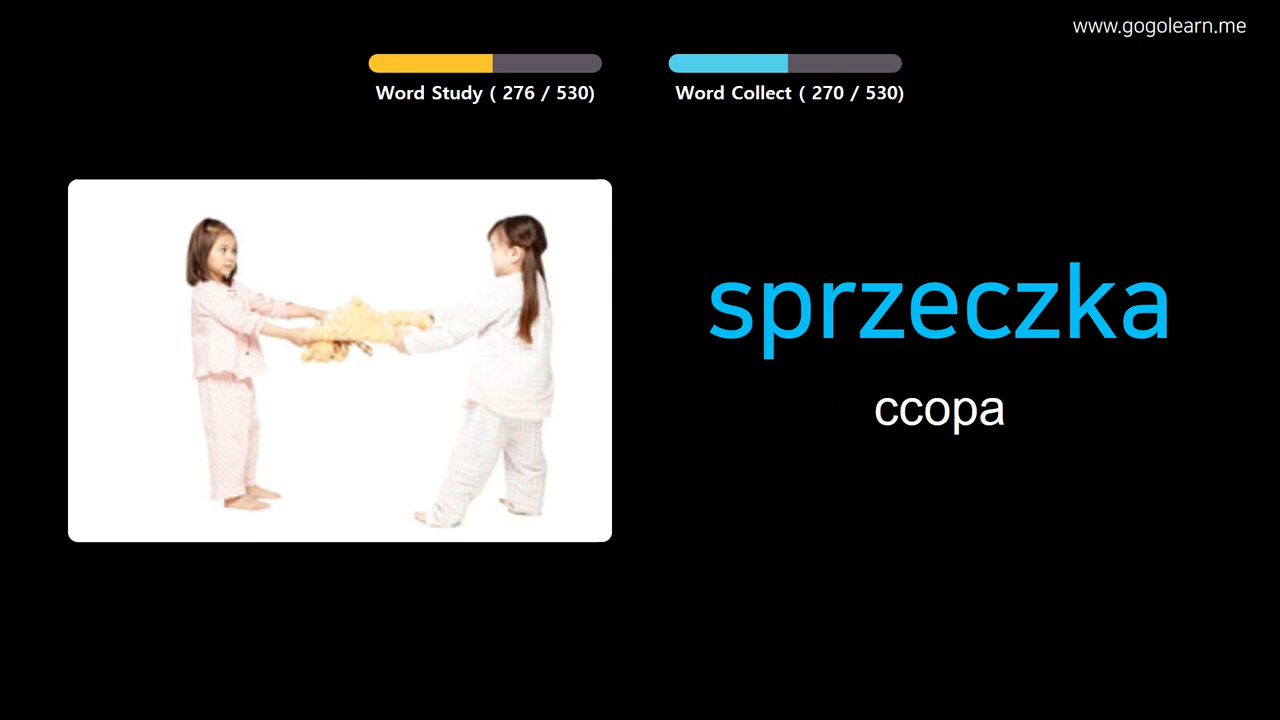 www.gogolearn.me
Word Study ( 276 / 530)
Word Collect ( 270 / 530)
sprzeczka
ссора